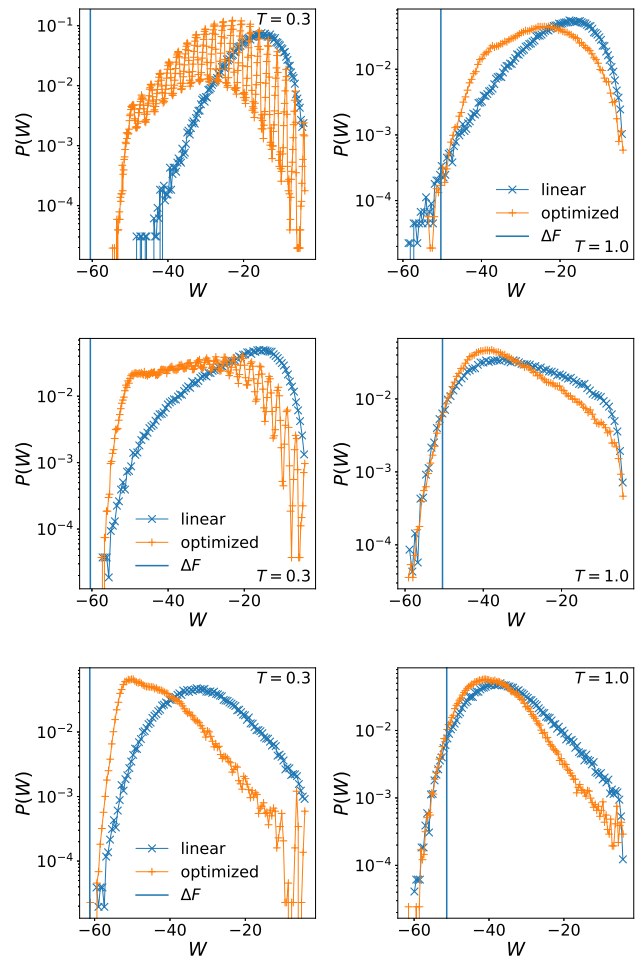 T = 0.3
10⁻¹
10⁻²
10⁻³
10⁻⁴
P(W)
−60
−40
−20
W
10⁻²
10⁻³
10⁻⁴
P(W)
linear
optimized
ΔF
T = 1.0
−60
−40
−20
W
10⁻²
10⁻³
10⁻⁴
P(W)
linear
optimized
ΔF
T = 0.3
−60
−40
−20
W
10⁻²
10⁻³
10⁻⁴
P(W)
T = 1.0
−60
−40
−20
W
T = 0.3
10⁻²
10⁻³
10⁻⁴
P(W)
linear
optimized
ΔF
−60
−40
−20
W
T = 1.0
10⁻²
10⁻³
10⁻⁴
P(W)
linear
optimized
ΔF
−60
−40
−20
W